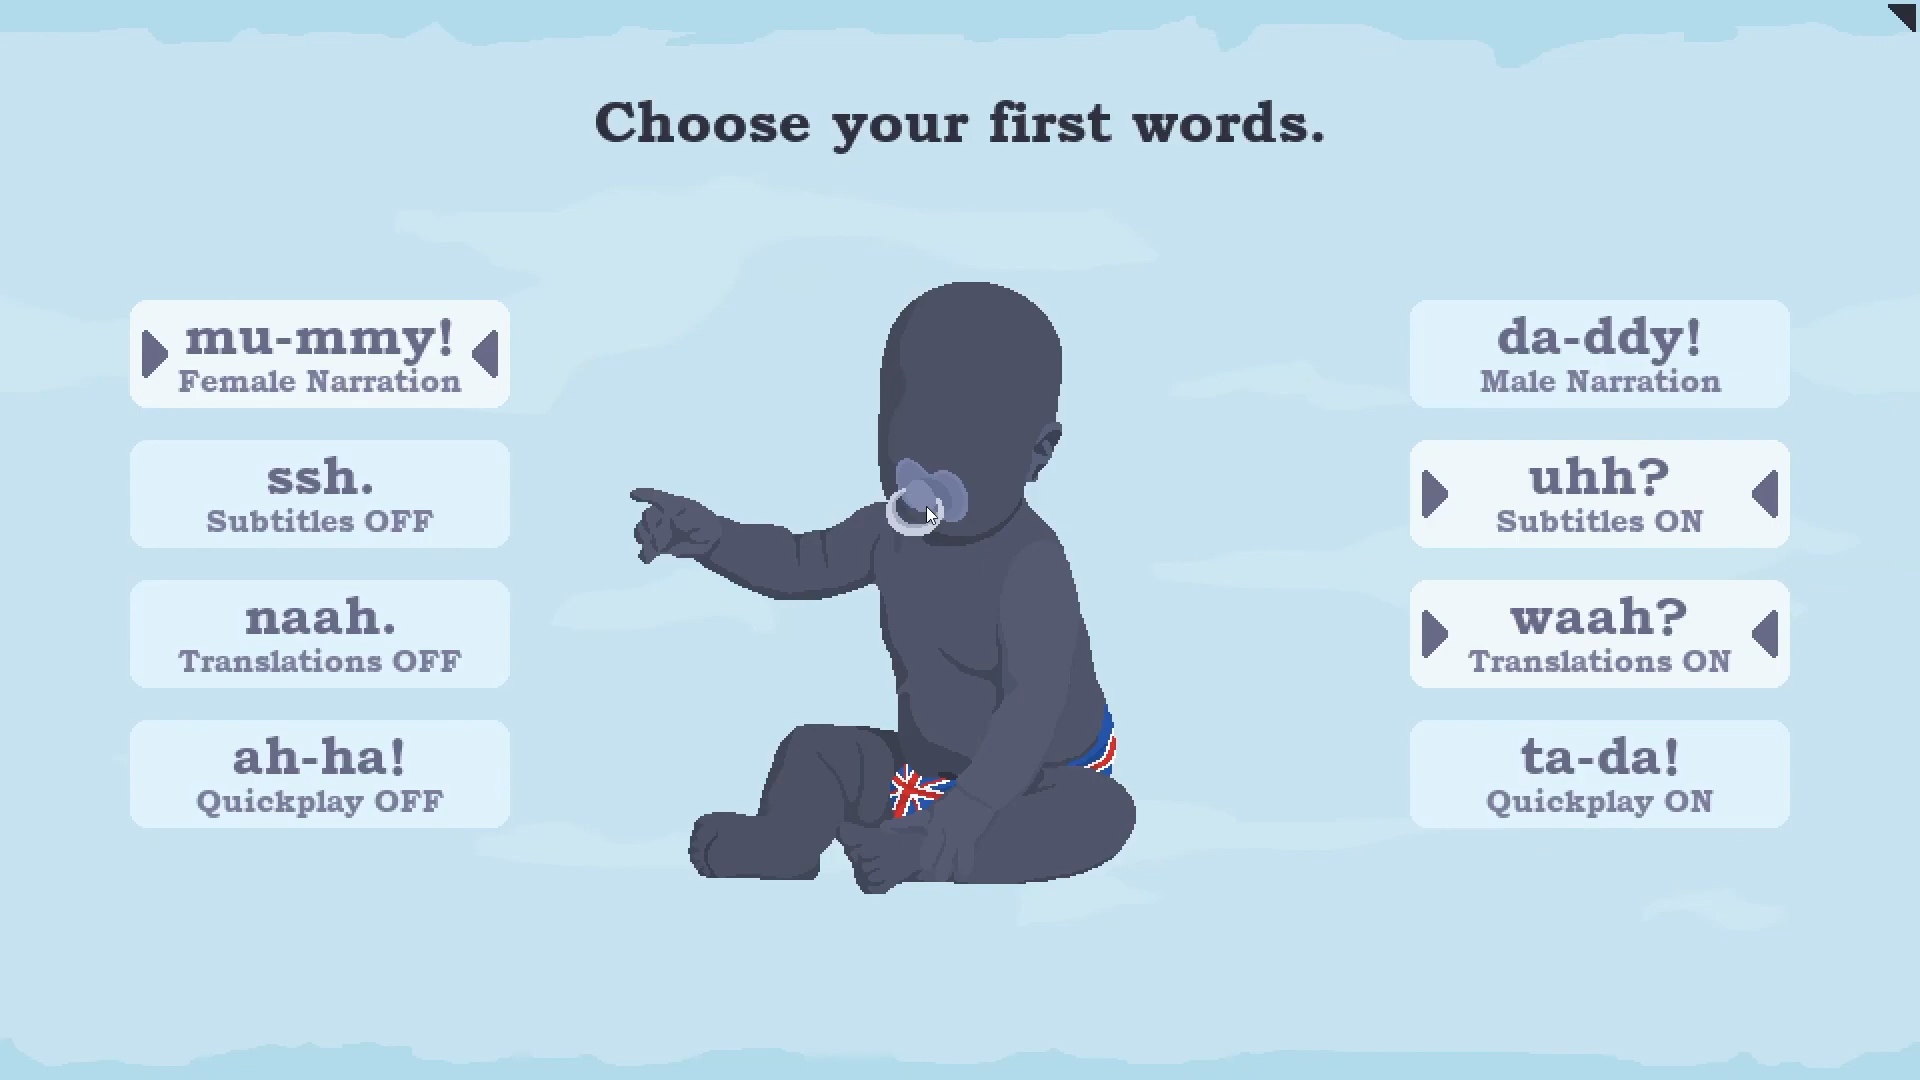 Choose your first words.
mu-mmy!
Female Narration
da-ddy!
Male Narration
ssh.
Subtitles OFF
uhh?
Subtitles ON
naah.
Translations OFF
waah?
Translations ON
ah-ha!
Quickplay OFF
ta-da!
Quickplay ON